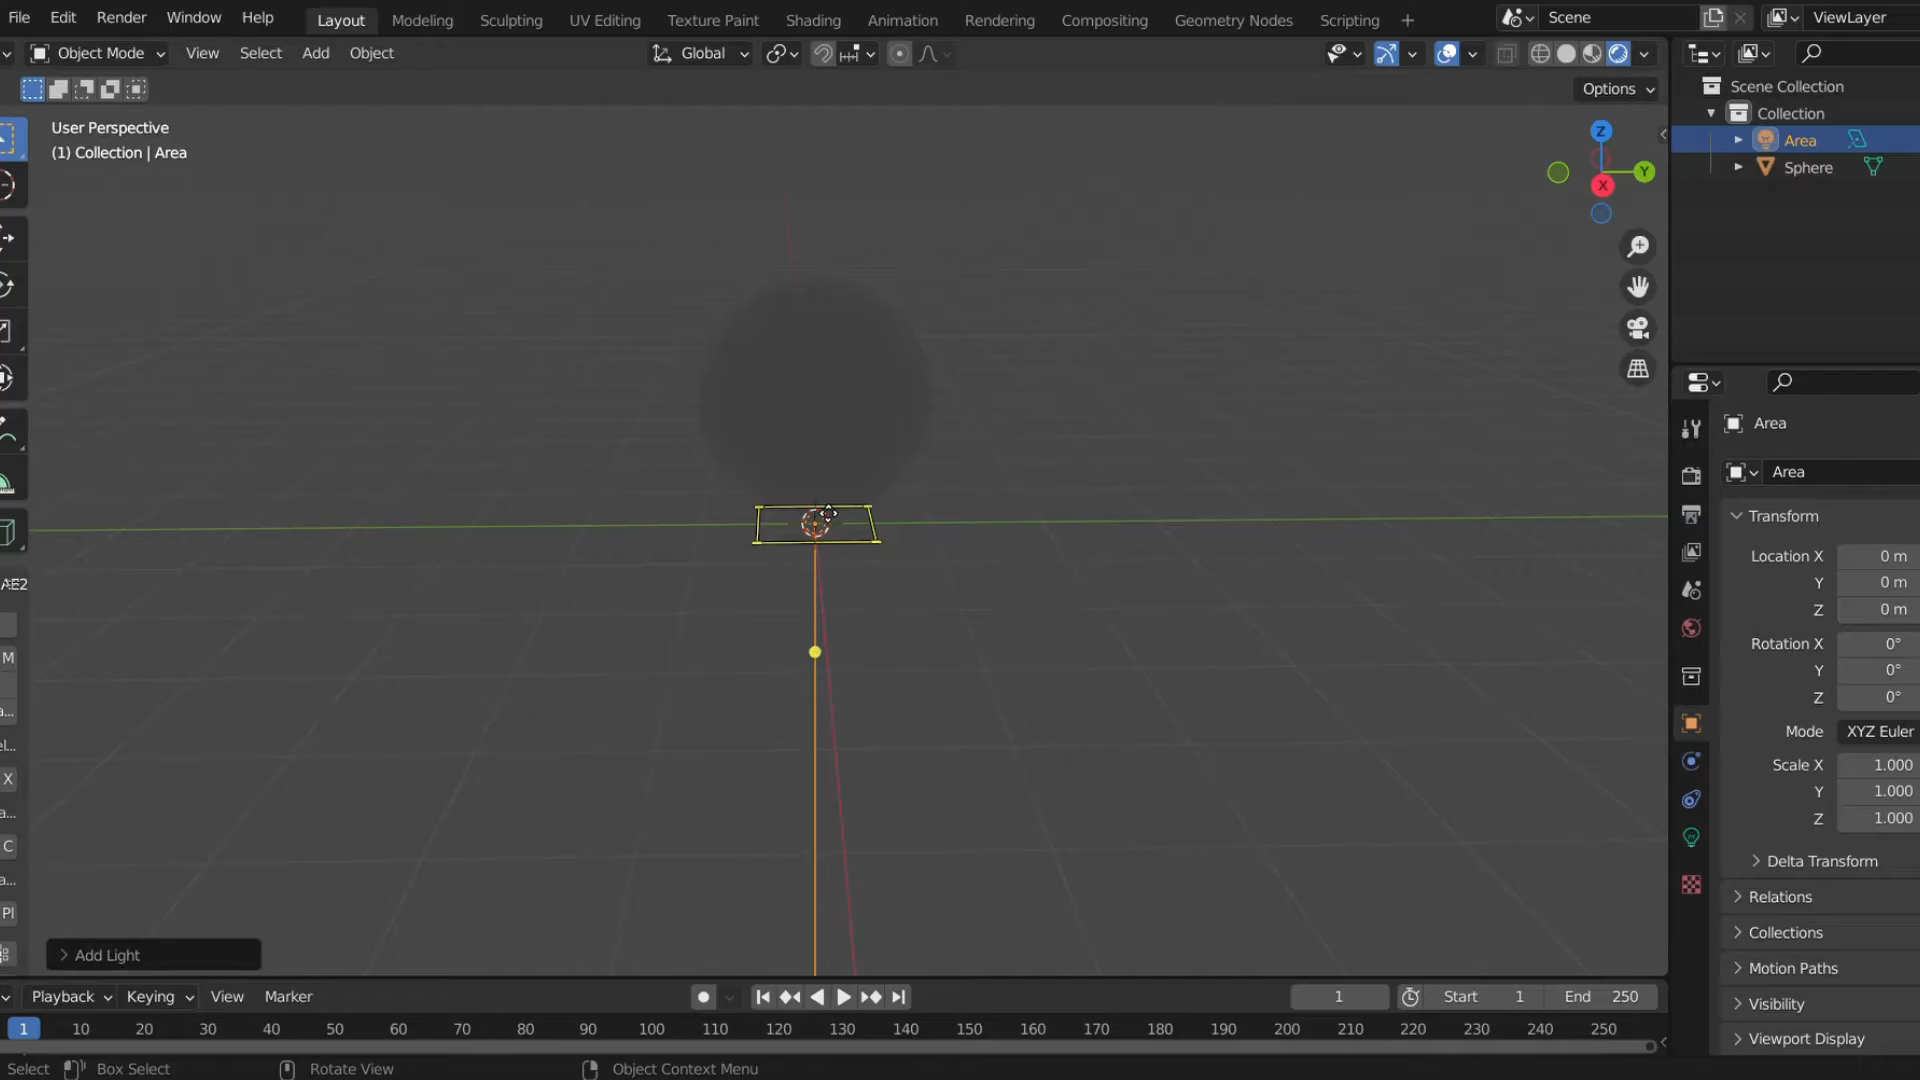 File Edit Render Window Help Layout Modeling Sculpting UV Editing Texture Paint Shading Animation Rendering Compositing Geometry Nodes Scripting + Scene ViewLayer
Object Mode View Select Add Object Global
Options
Scene Collection
Collection
Area
Sphere
User Perspective
(1) Collection | Area
Z
Y
X
Area
Area
Transform
Location X 0 m
Y 0 m
Z 0 m
Rotation X 0°
Y 0°
Z 0°
Mode XYZ Euler
Scale X 1.000
Y 1.000
Z 1.000
Delta Transform
Relations
Collections
Motion Paths
Visibility
Viewport Display
AE2
M
a...
el...
X
a...
C
a...
Pl
Add Light
Playback Keying View Marker 1 Start 1 End 250
1 10 20 30 40 50 60 70 80 90 100 110 120 130 140 150 160 170 180 190 200 210 220 230 240 250
Select Box Select Rotate View Object Context Menu